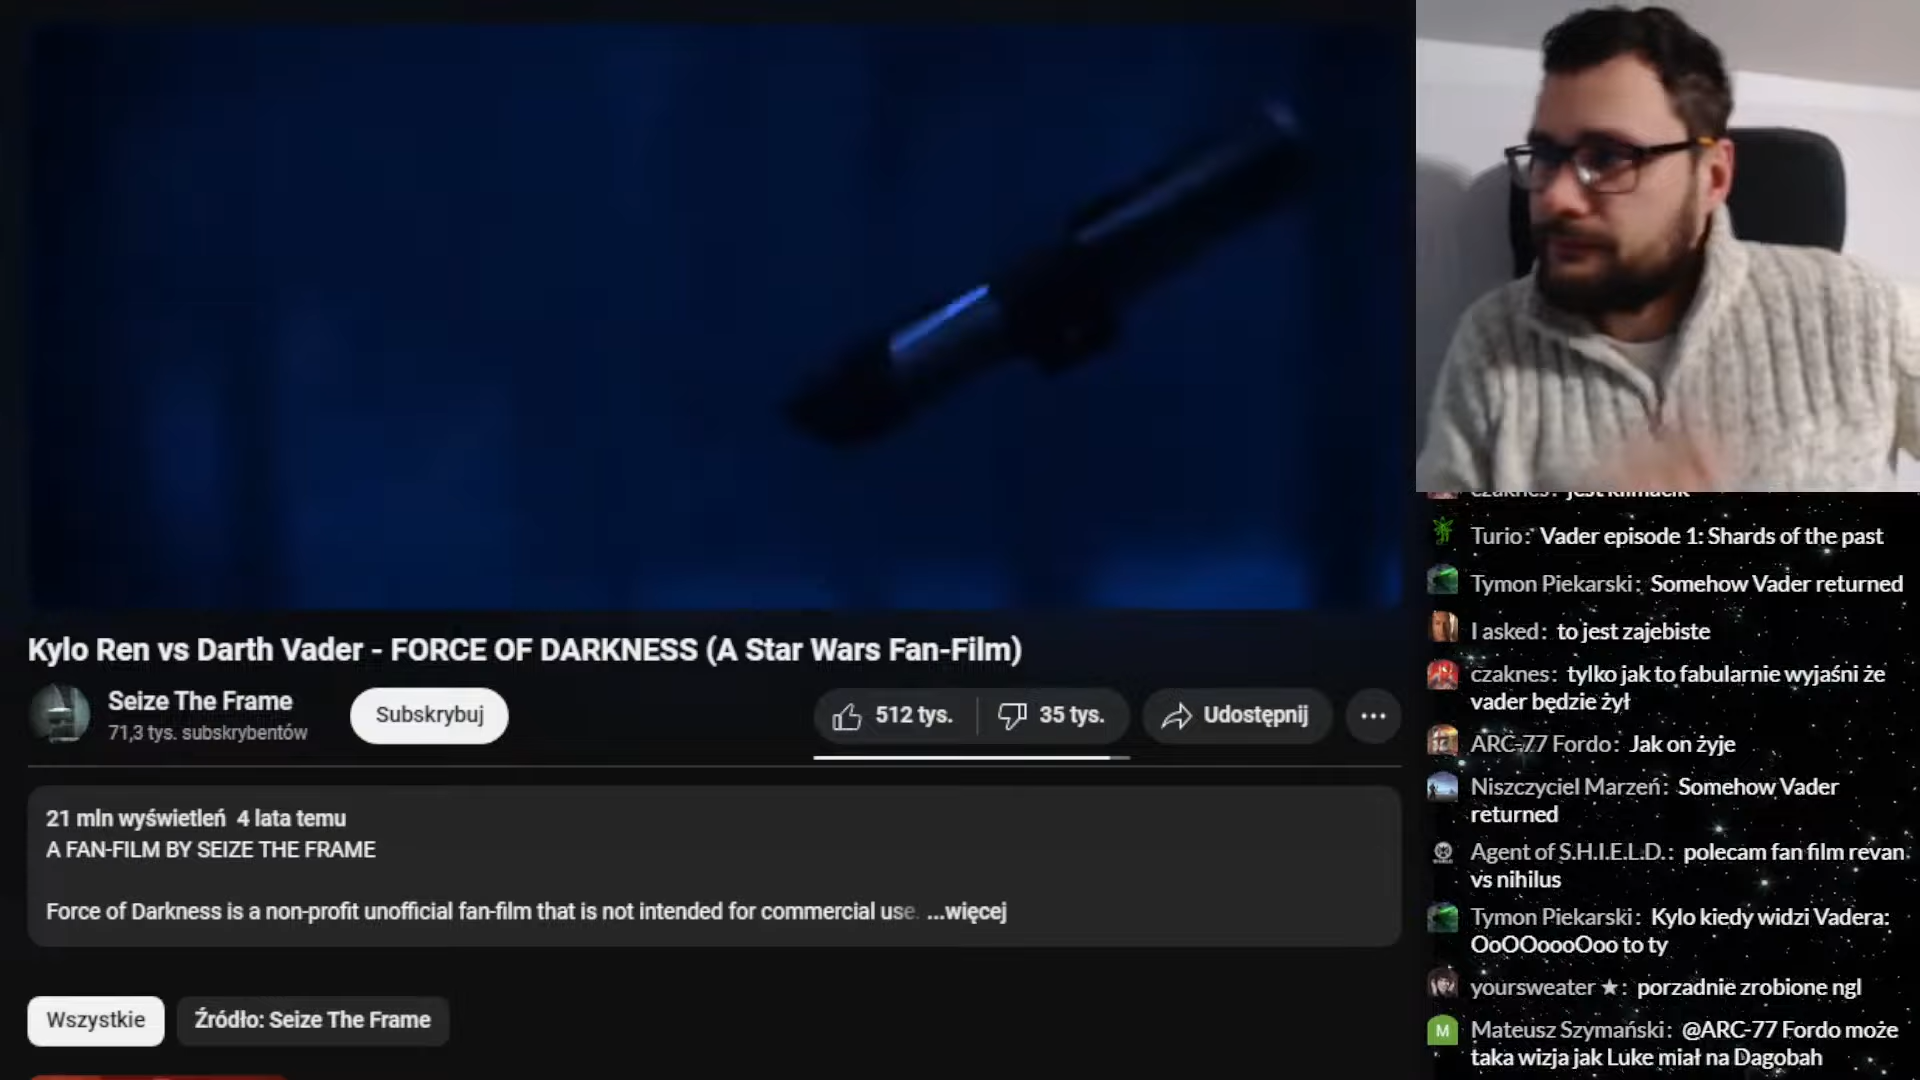 Kylo Ren vs Darth Vader - FORCE OF DARKNESS (A Star Wars Fan-Film)
Seize The Frame
71,3 tys. subskrybentów
Subskrybuj
512 tys.
35 tys.
Udostępnij
21 mln wyświetleń 4 lata temu
A FAN-FILM BY SEIZE THE FRAME
Force of Darkness is a non-profit unofficial fan-film that is not intended for commercial use. ...więcej
Wszystkie
Źródło: Seize The Frame
czaknes: jest klimacik
Turio: Vader episode 1: Shards of the past
Tymon Piekarski: Somehow Vader returned
I asked: to jest zajebiste
czaknes: tylko jak to fabularnie wyjaśni że
vader będzie żył
ARC-77 Fordo: Jak on żyje
Niszczyciel Marzeń: Somehow Vader
returned
Agent of S.H.I.E.L.D.: polecam fan film revan
vs nihilus
Tymon Piekarski: Kylo kiedy widzi Vadera:
OoOOoooOoo to ty
yoursweater ★: porzadnie zrobione ngl
M
Mateusz Szymański: @ARC-77 Fordo może
taka wizja jak Luke miał na Dagobah